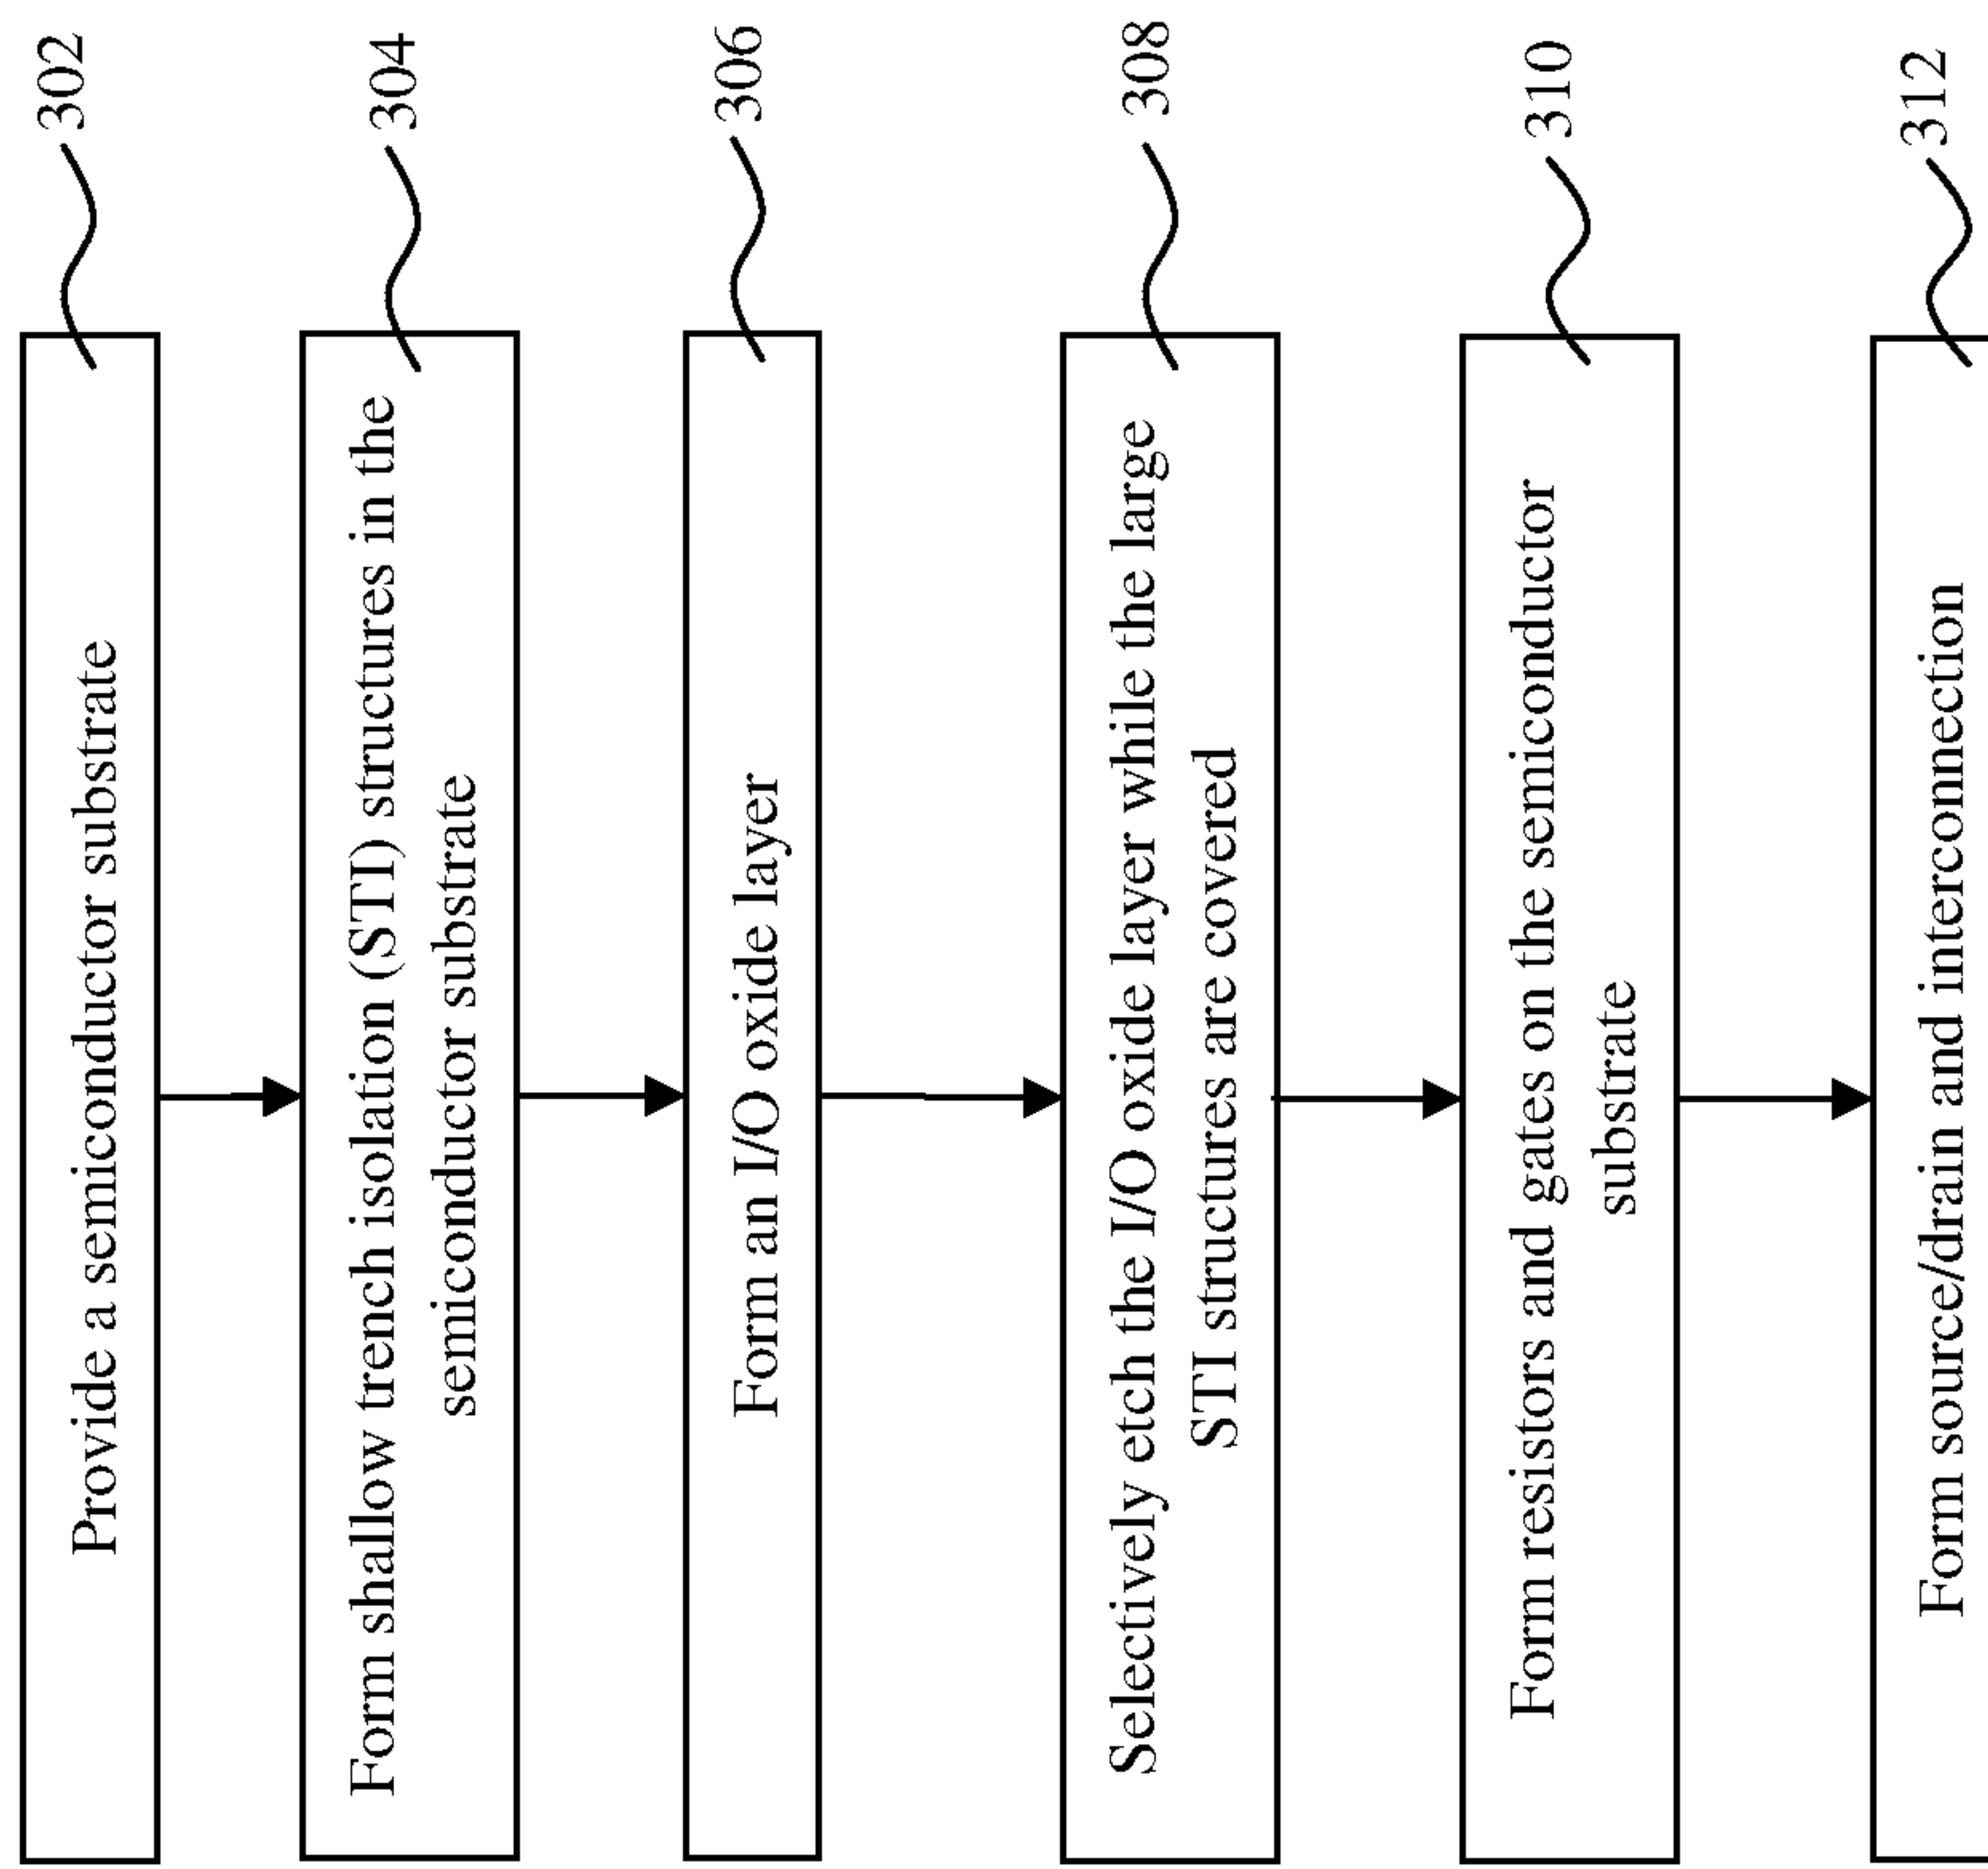 Provide a semiconductor substrate
302
Form shallow trench isolation (STI) structures in the
semiconductor substrate
304
Form an I/O oxide layer
306
Selectively etch the I/O oxide layer while the large
STI structures are covered
308
Form resistors and gates on the semiconductor
substrate
310
Form source/drain and interconnection
312